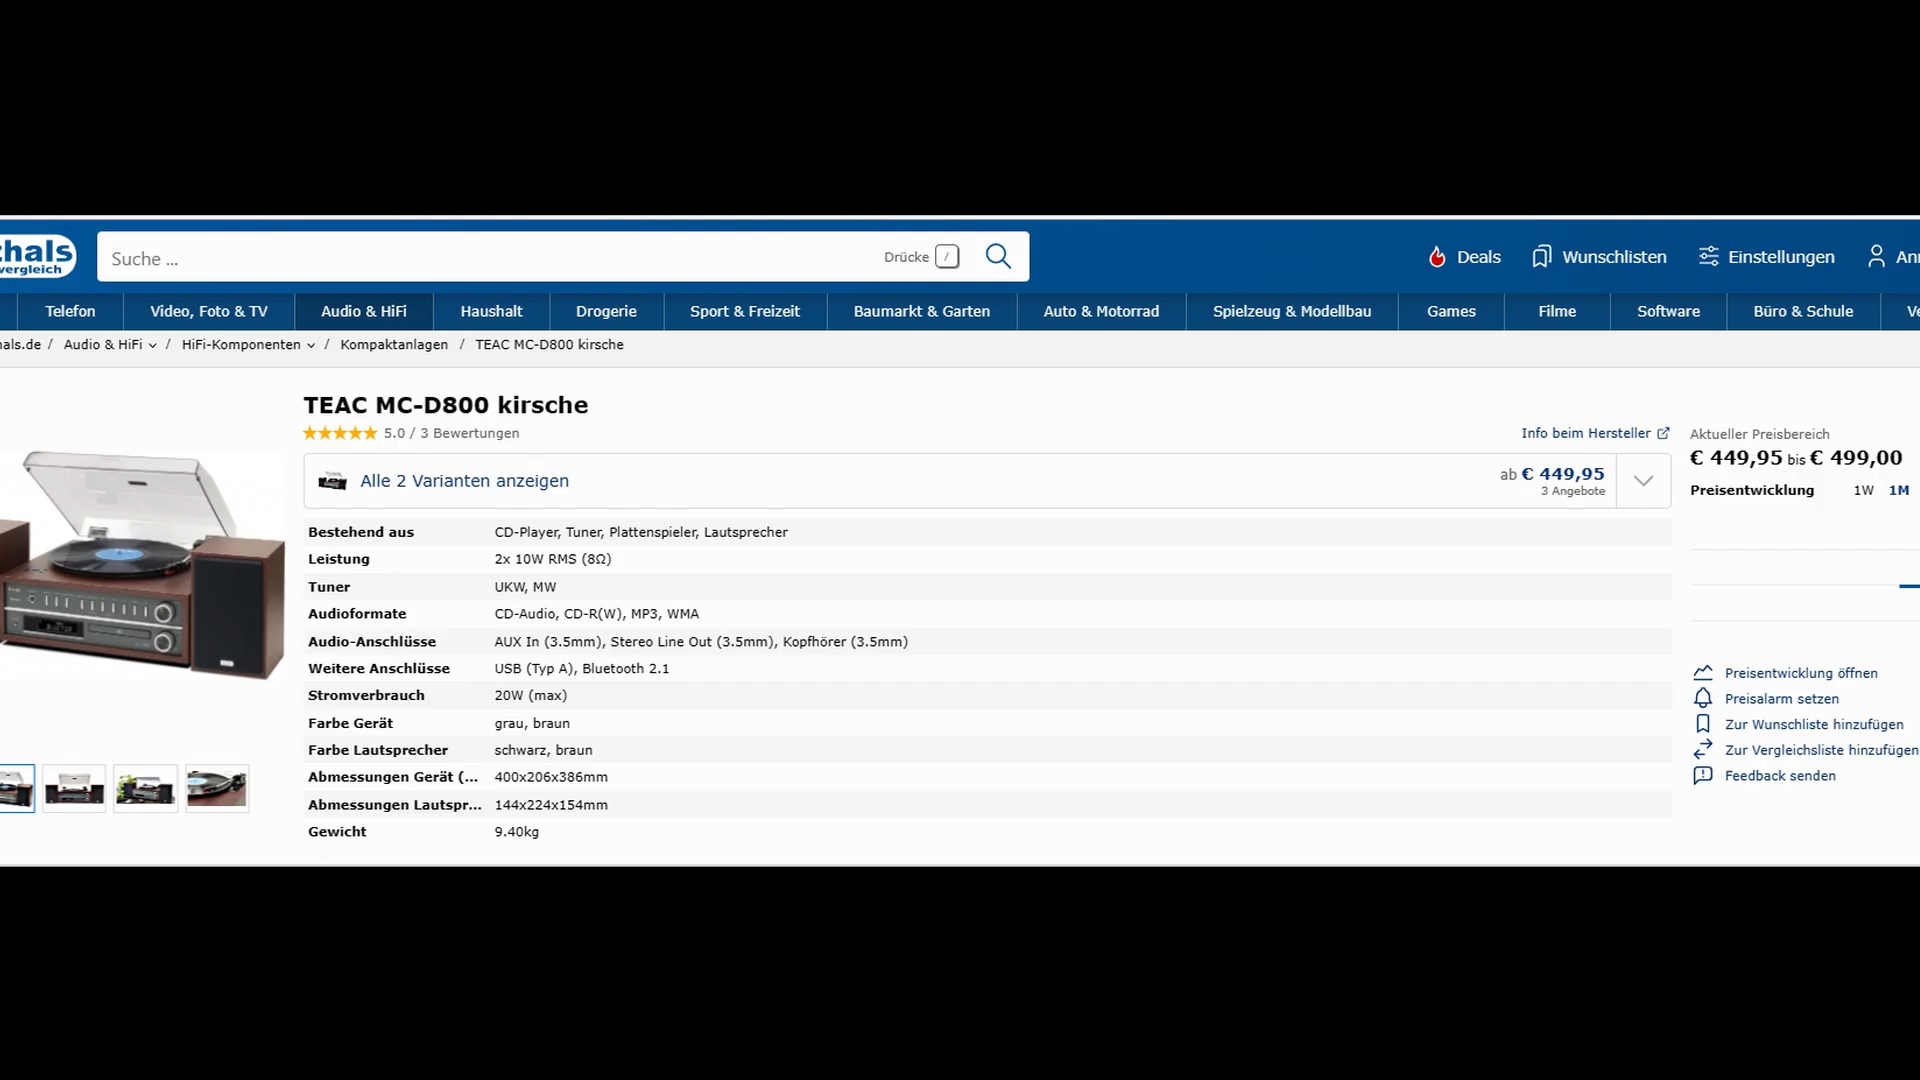 zhals
vergleich
Suche ...
Drücke /
Deals
Wunschlisten
Einstellungen
Telefon
Video, Foto & TV
Audio & HiFi
Haushalt
Drogerie
Sport & Freizeit
Baumarkt & Garten
Auto & Motorrad
Spielzeug & Modellbau
Games
Filme
Software
Büro & Schule
als.de / Audio & HiFi / HiFi-Komponenten / Kompaktanlagen / TEAC MC-D800 kirsche
TEAC MC-D800 kirsche
5.0 / 3 Bewertungen
Info beim Hersteller
Alle 2 Varianten anzeigen
ab € 449,95
3 Angebote
Bestehend aus CD-Player, Tuner, Plattenspieler, Lautsprecher
Leistung 2x 10W RMS (8Ω)
Tuner UKW, MW
Audioformate CD-Audio, CD-R(W), MP3, WMA
Audio-Anschlüsse AUX In (3.5mm), Stereo Line Out (3.5mm), Kopfhörer (3.5mm)
Weitere Anschlüsse USB (Typ A), Bluetooth 2.1
Stromverbrauch 20W (max)
Farbe Gerät grau, braun
Farbe Lautsprecher schwarz, braun
Abmessungen Gerät (... 400x206x386mm
Abmessungen Lautspr... 144x224x154mm
Gewicht 9.40kg
Aktueller Preisbereich
€ 449,95 bis € 499,00
Preisentwicklung 1W 1M
Preisentwicklung öffnen
Preisalarm setzen
Zur Wunschliste hinzufügen
Zur Vergleichsliste hinzufügen
Feedback senden